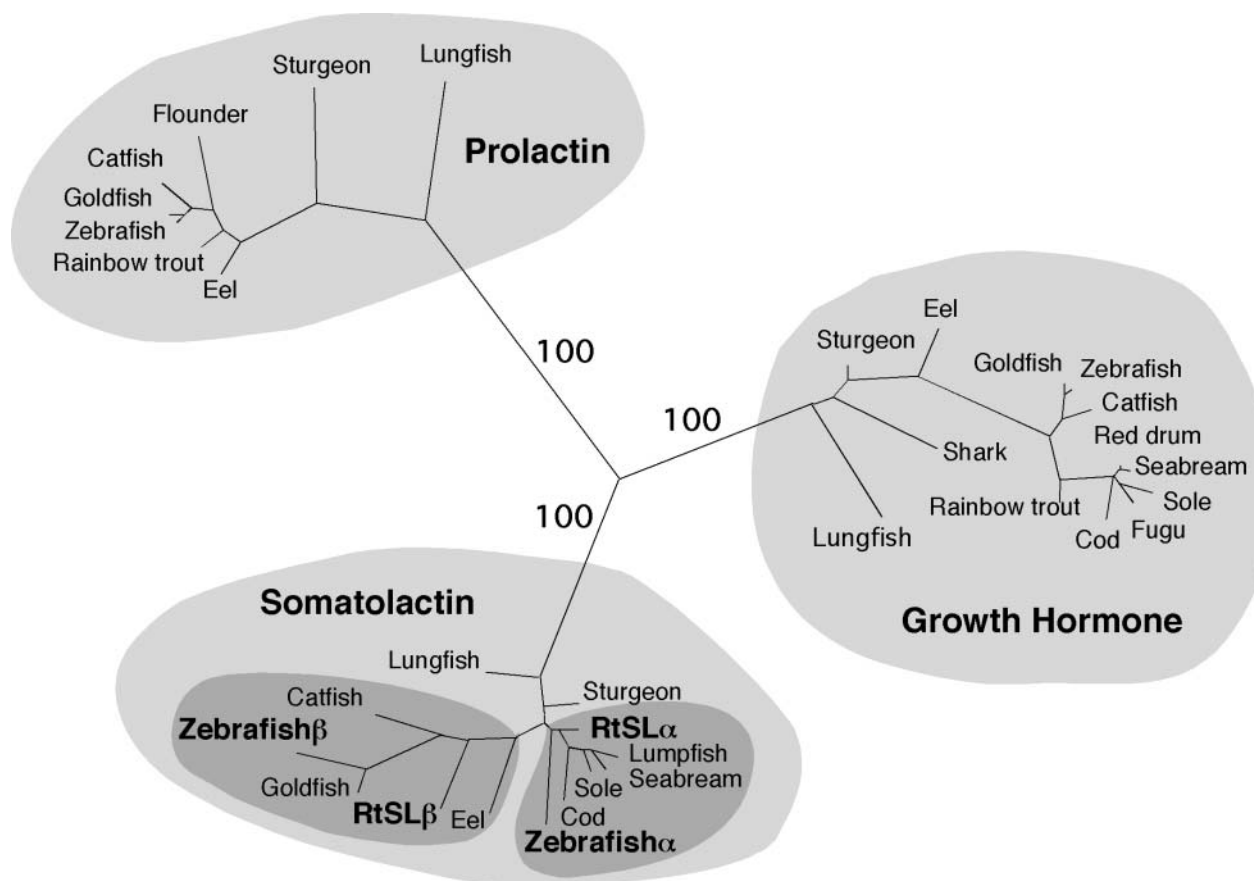 Lungfish
Sturgeon
Flounder
Prolactin
Catfish
Goldfish
Zebrafish
Rainbow trout
Eel
100
Eel
Sturgeon
Goldfish
Zebrafish
Catfish
100
Red drum
Shark
Seabream
Rainbow trout
Sole
100
Lungfish
Cod
Fugu
Growth Hormone
Somatolactin
Lungfish
Sturgeon
Catfish
Zebrafishβ
RtSLα
Lumpfish
Goldfish
Seabream
Sole
RtSLβ
Eel
Cod
Zebrafishα